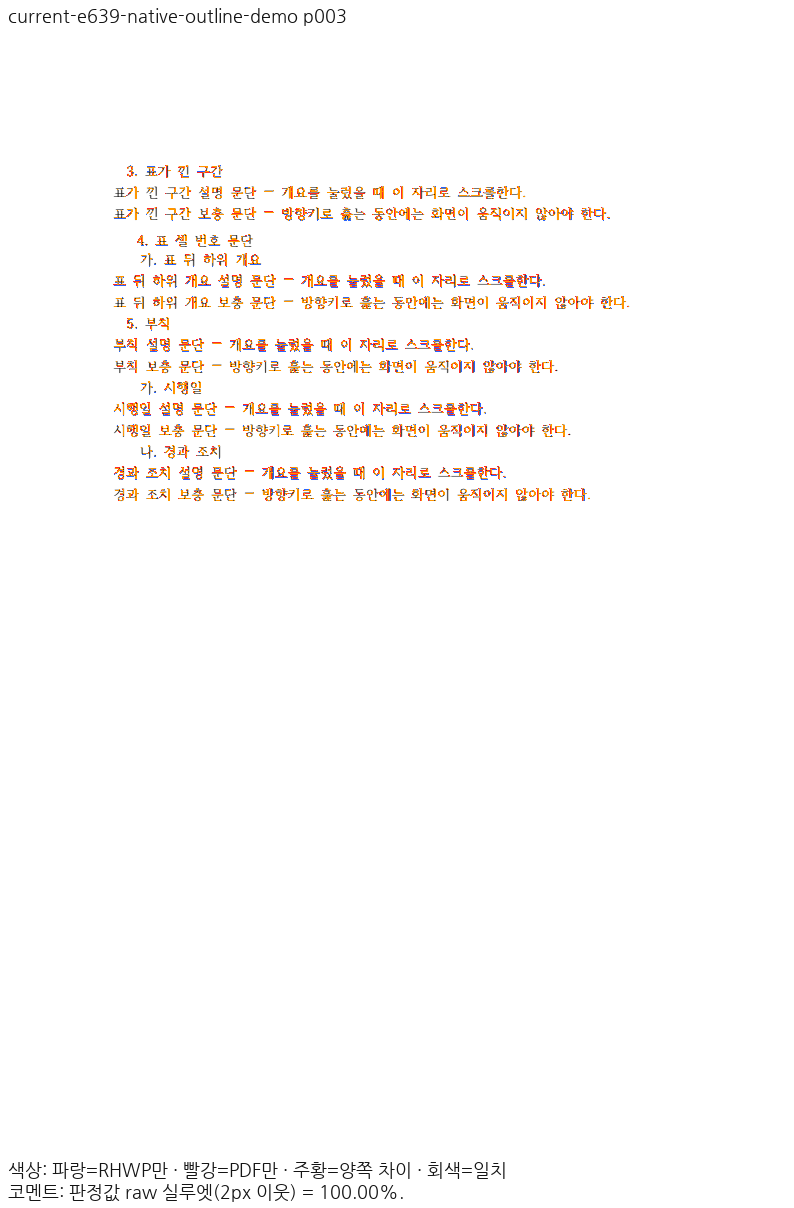 current-e639-native-outline-demo p003
3. 표가 낀 구간
표가 낀 구간 설명 문단 – 개요를 눌렀을 때 이 자리로 스크롤한다.
표가 낀 구간 보충 문단 – 방향키로 훑는 동안에는 화면이 움직이지 않아야 한다.
4. 표 셀 번호 문단
가. 표 뒤 하위 개요
표 뒤 하위 개요 설명 문단 – 개요를 눌렀을 때 이 자리로 스크롤한다.
표 뒤 하위 개요 보충 문단 – 방향키로 훑는 동안에는 화면이 움직이지 않아야 한다.
5. 부칙
부칙 설명 문단 – 개요를 눌렀을 때 이 자리로 스크롤한다.
부칙 보충 문단 – 방향키로 훑는 동안에는 화면이 움직이지 않아야 한다.
가. 시행일
시행일 설명 문단 – 개요를 눌렀을 때 이 자리로 스크롤한다.
시행일 보충 문단 – 방향키로 훑는 동안에는 화면이 움직이지 않아야 한다.
나. 경과 조치
경과 조치 설명 문단 – 개요를 눌렀을 때 이 자리로 스크롤한다.
경과 조치 보충 문단 – 방향키로 훑는 동안에는 화면이 움직이지 않아야 한다.
색상: 파랑=RHWP만 · 빨강=PDF만 · 주황=양쪽 차이 · 회색=일치
코멘트: 판정값 raw 실루엣(2px 이웃) = 100.00%.